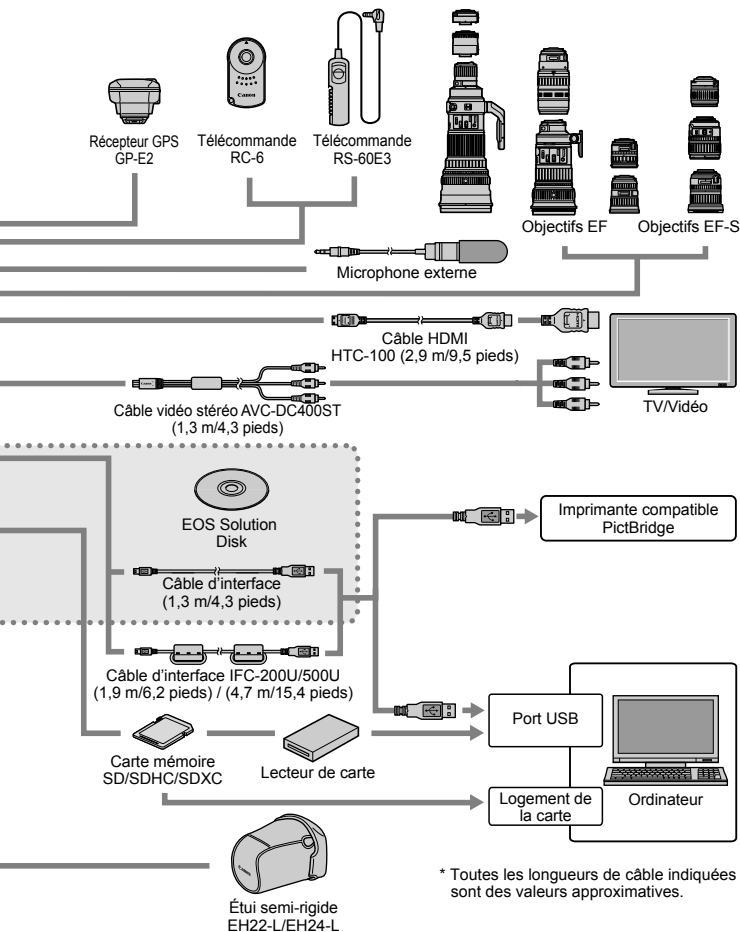 Canon
Récepteur GPS
GP-E2
Télécommande
RC-6
Télécommande
RS-60E3
Objectifs EF
Objectifs EF-S
Microphone externe
Câble HDMI
HTC-100 (2,9 m/9,5 pieds)
Câble vidéo stéréo AVC-DC400ST
(1,3 m/4,3 pieds)
TV/Vidéo
EOS Solution
Disk
Câble d'interface
(1,3 m/4,3 pieds)
Imprimante compatible
PictBridge
Câble d'interface IFC-200U/500U
(1,9 m/6,2 pieds) / (4,7 m/15,4 pieds)
Port USB
Carte mémoire
SD/SDHC/SDXC
Lecteur de carte
Logement de
la carte
Ordinateur
Étui semi-rigide
EH22-L/EH24-L
* Toutes les longueurs de câble indiquées
sont des valeurs approximatives.